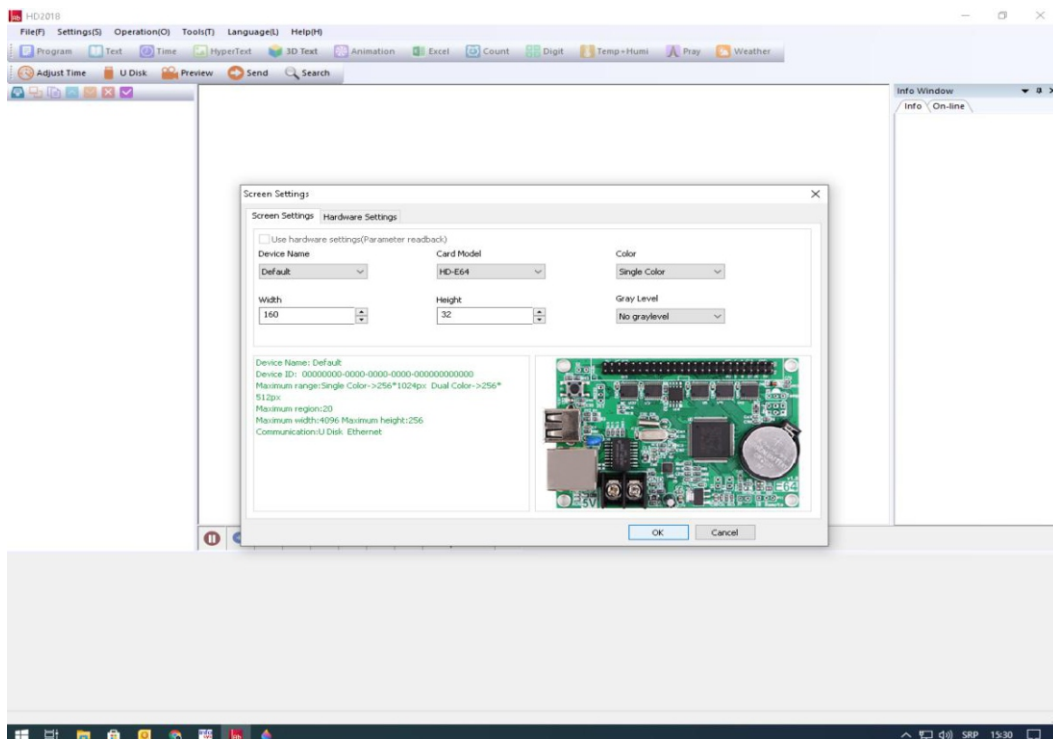 HD2018
File(F) Settings(S) Operation(O) Tools(T) Language(L) Help(H)
Program Text Time HyperText 3D Text Animation Excel Count Digit Temp+Humi Pray Weather
Adjust Time U Disk Preview Send Search
Info Window
Info On-line
Screen Settings
Screen Settings Hardware Settings
Use hardware settings(Parameter readback)
Device Name Card Model Color
Default HD-E64 Single Color
Width Height Gray Level
160 32 No graylevel
Device Name: Default
Device ID: 00000000-0000-0000-0000-000000000000
Maximum range:Single Color->256*1024px Dual Color->256*
512px
Maximum region:20
Maximum width:4096 Maximum height:256
Communication:U Disk Ethernet
5V
OK Cancel
SRP 15:30